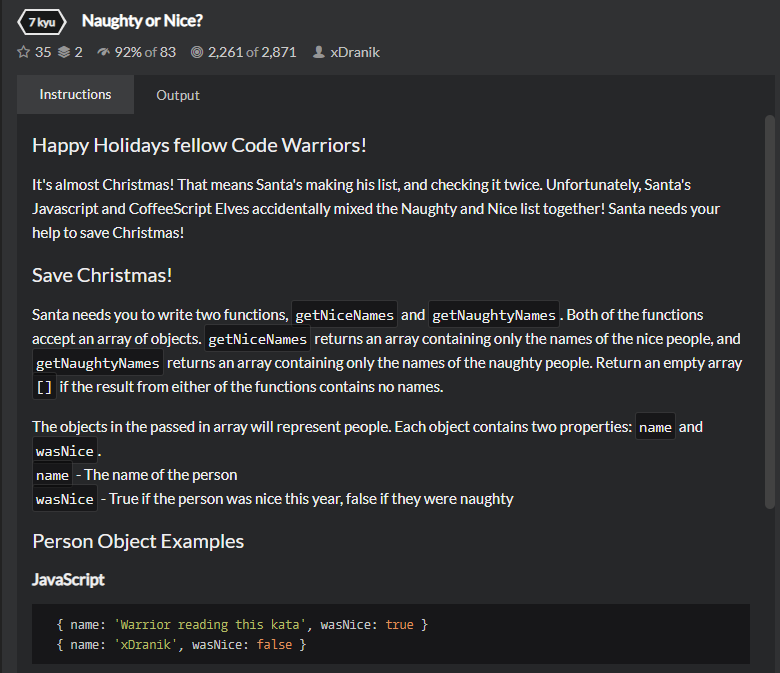 7 kyu Naughty or Nice?
35 2 92% of 83 2,261 of 2,871 xDranik
Instructions Output
Happy Holidays fellow Code Warriors!
It's almost Christmas! That means Santa's making his list, and checking it twice. Unfortunately, Santa's
Javascript and CoffeeScript Elves accidentally mixed the Naughty and Nice list together! Santa needs your
help to save Christmas!
Save Christmas!
Santa needs you to write two functions, getNiceNames and getNaughtyNames. Both of the functions
accept an array of objects. getNiceNames returns an array containing only the names of the nice people, and
getNaughtyNames returns an array containing only the names of the naughty people. Return an empty array
[] if the result from either of the functions contains no names.
The objects in the passed in array will represent people. Each object contains two properties: name and
wasNice.
name - The name of the person
wasNice - True if the person was nice this year, false if they were naughty
Person Object Examples
JavaScript
{ name: 'Warrior reading this kata', wasNice: true }
{ name: 'xDranik', wasNice: false }